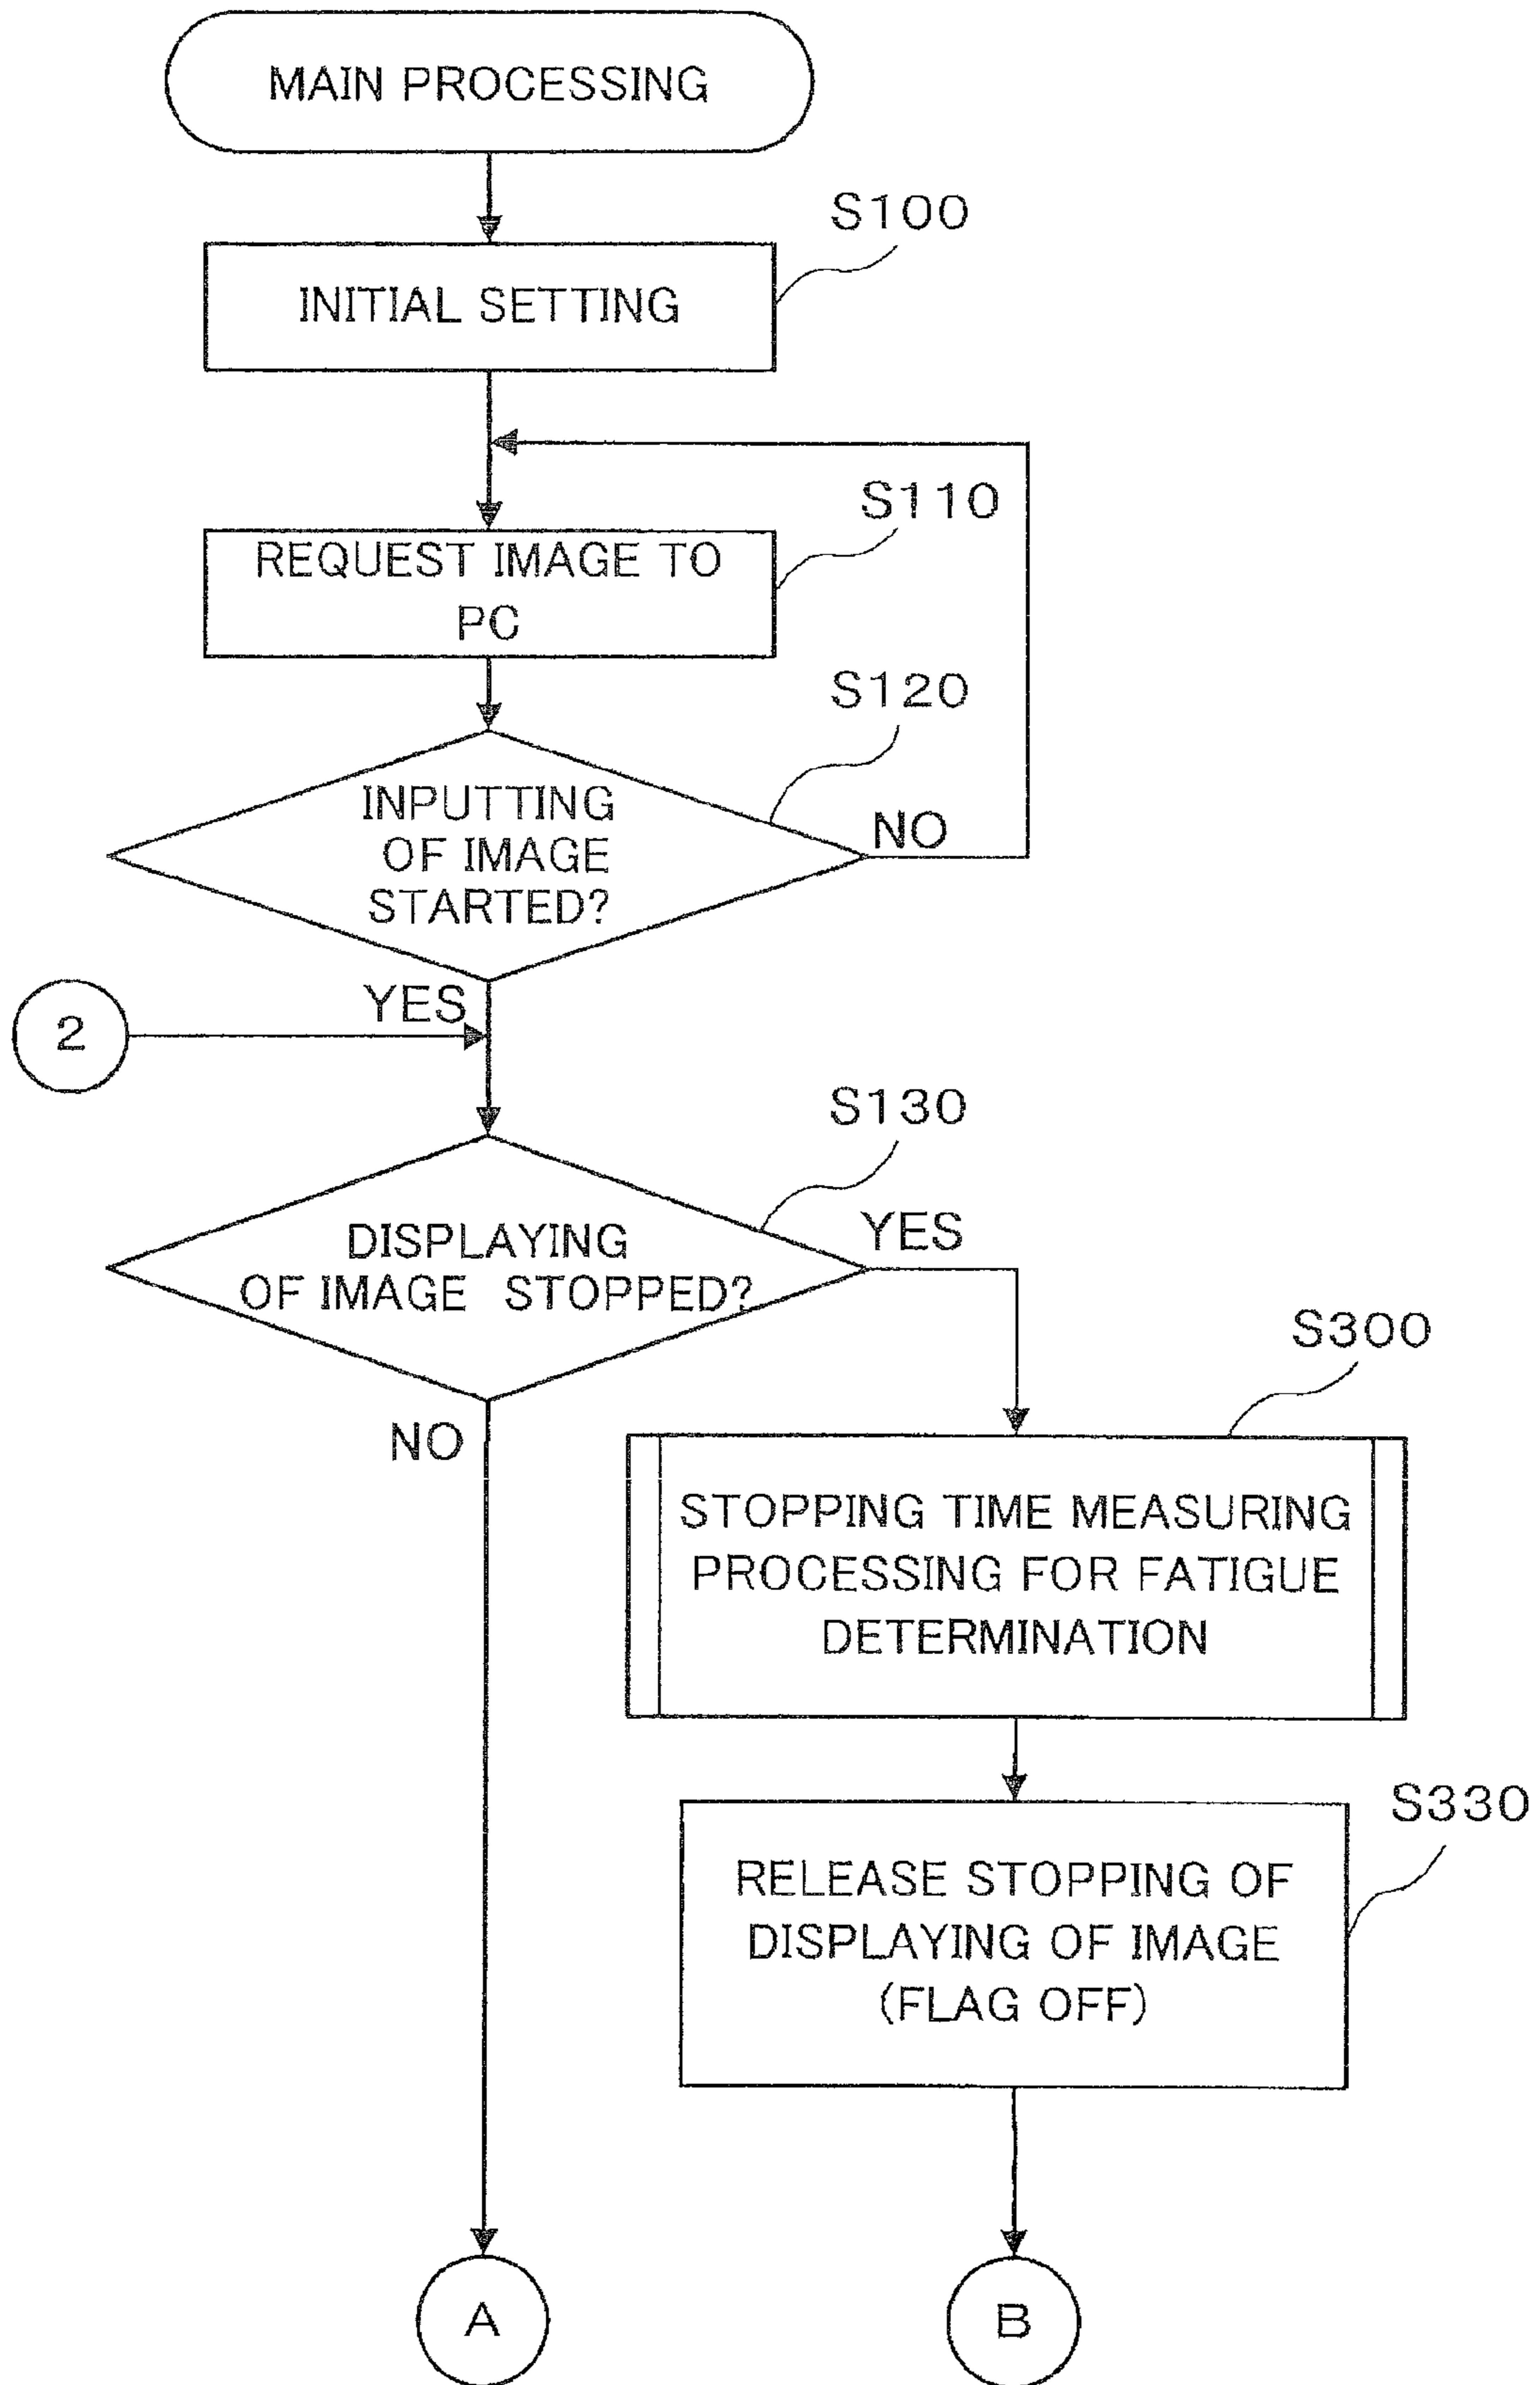 MAIN PROCESSING
S100
INITIAL SETTING
S110
REQUEST IMAGE TO
PC
S120
INPUTTING
OF IMAGE
STARTED?
NO
YES
2
S130
DISPLAYING
OF IMAGE STOPPED?
YES
NO
S300
STOPPING TIME MEASURING
PROCESSING FOR FATIGUE
DETERMINATION
S330
RELEASE STOPPING OF
DISPLAYING OF IMAGE
(FLAG OFF)
A
B